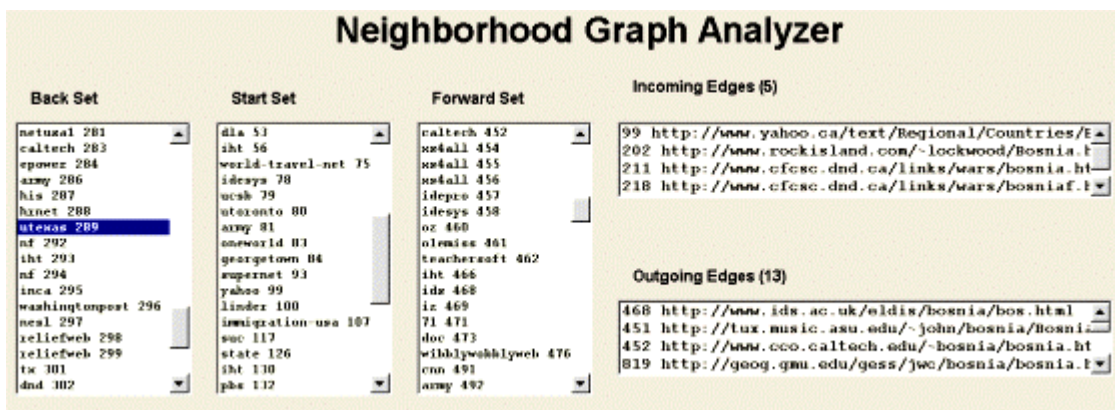 Neighborhood Graph Analyzer
Back Set
netuxa1 281
caltech 283
epower 284
army 286
his 287
hrnet 288
utexas 289
nf 292
iht 293
nf 294
inca 295
washingtonpost 296
nesl 297
reliefweb 298
reliefweb 299
tx 301
dnd 302
Start Set
dla 53
iht 56
world-travel-net 75
idesys 78
ucsb 79
utoronto 80
army 81
oneworld 83
georgetown 84
supernet 93
yahoo 99
linder 100
immigration-usa 107
suc 117
state 126
iht 130
pbs 132
Forward Set
caltech 452
xs4all 454
xs4all 455
xs4all 456
idepro 457
idesys 458
oz 460
olemiss 461
teachersoft 462
iht 466
ids 468
iz 469
71 471
doc 473
wibblywobblyweb 476
cnn 491
army 492
Incoming Edges (5)
99 http://www.yahoo.ca/text/Regional/Countries/
202 http://www.rockisland.com/~lockwood/Bosnia.h
211 http://www.cfcsc.dnd.ca/links/wars/bosnia.ht
218 http://www.cfcsc.dnd.ca/links/wars/bosniaf.h
Outgoing Edges (13)
468 http://www.ids.ac.uk/eldis/bosnia/bos.html
451 http://tux.music.asu.edu/~john/bosnia/Bosnia
452 http://www.cco.caltech.edu/~bosnia/bosnia.ht
819 http://geog.gmu.edu/gess/jwc/bosnia/bosnia.h